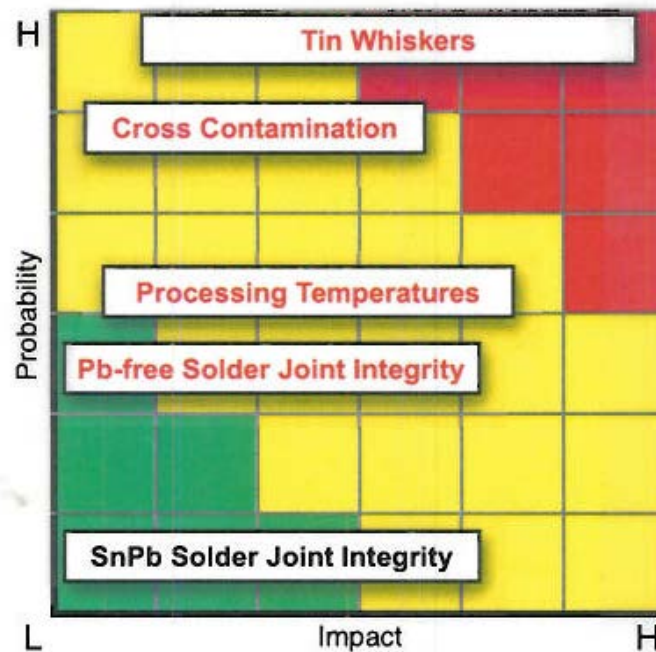 H
Tin Whiskers
Cross Contamination
Processing Temperatures
Probability
Pb-free Solder Joint Integrity
SnPb Solder Joint Integrity
L
Impact
H